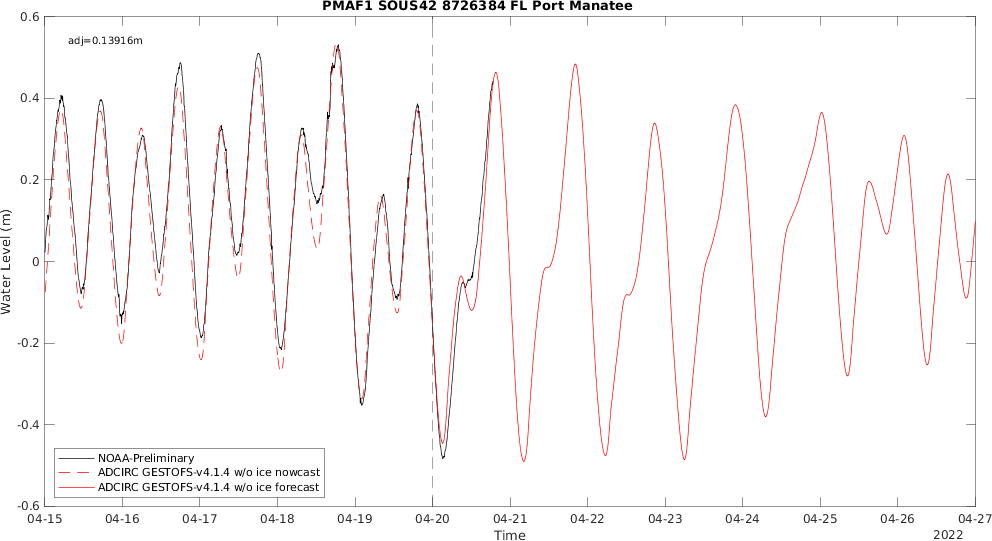 PMAF1 SOUS42 8726384 FL Port Manatee
adj=0.13916m
Water Level (m)
0.6
0.4
0.2
0
-0.2
-0.4
-0.6
NOAA-Preliminary
ADCIRC GESTOFS-v4.1.4 w/o ice nowcast
ADCIRC GESTOFS-v4.1.4 w/o ice forecast
04-15 04-16 04-17 04-18 04-19 04-20 04-21 04-22 04-23 04-24 04-25 04-26 04-27
Time
2022